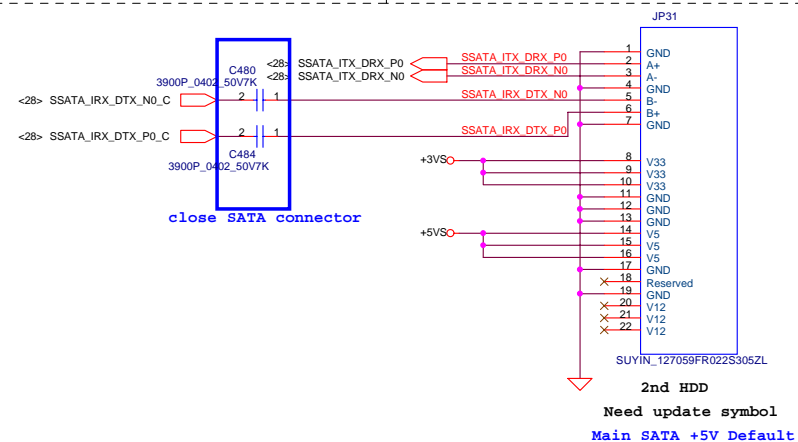 JP31
SSATA_ITX_DRX_P0
1 GND
<28> SSATA_ITX_DRX_P0
2 A+
C480
<28> SSATA_ITX_DRX_N0
SSATA_ITX_DRX_N0
3 A-
3900P_0402_50V7K
4 GND
<28> SSATA_IRX_DTX_N0_C
2 1
SSATA_IRX_DTX_N0
5 B-
6 B+
7 GND
<28> SSATA_IRX_DTX_P0_C
2 1
SSATA_IRX_DTX_P0
C484
3900P_0402_50V7K
close SATA connector
+3VS
8 V33
9 V33
10 V33
11 GND
12 GND
13 GND
+5VS
14 V5
15 V5
16 V5
17 GND
18 Reserved
19 GND
20 V12
21 V12
22 V12
SUYIN_127059FR022S305ZL
2nd HDD
Need update symbol
Main SATA +5V Default